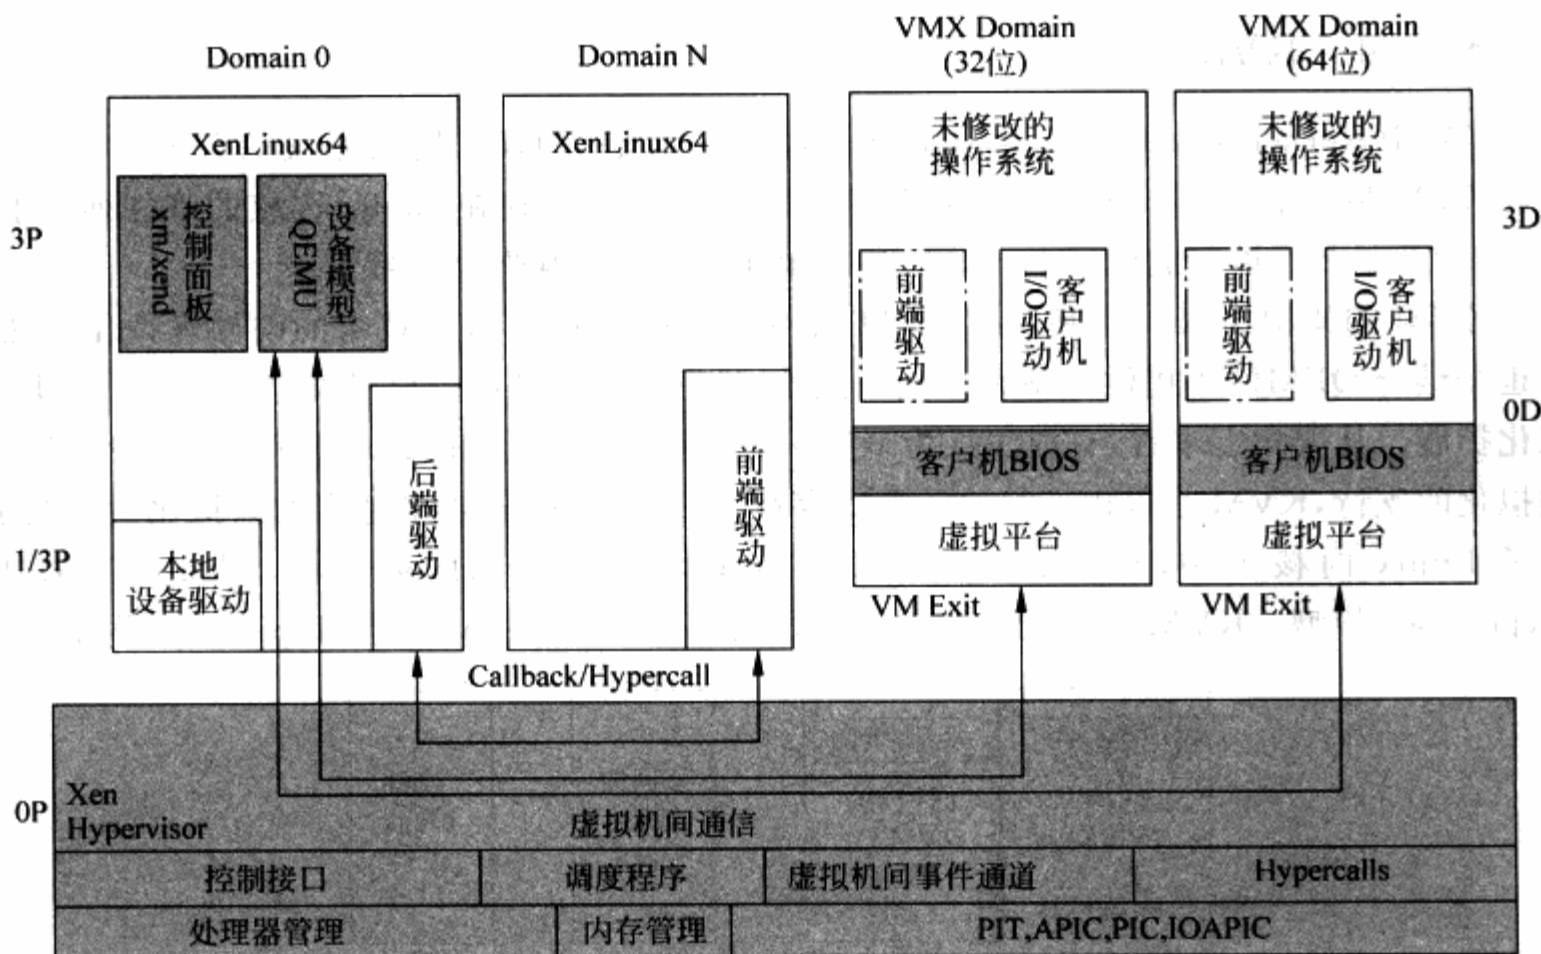 Domain 0
Domain N
VMX Domain
(32位)
VMX Domain
(64位)
XenLinux64
控制面板
xm/xend
设备模型
QEMU
后端驱动
本地
设备驱动
XenLinux64
前端驱动
未修改的
操作系统
前端驱动
客户机
I/O驱动
客户机BIOS
虚拟平台
VM Exit
未修改的
操作系统
前端驱动
客户机
I/O驱动
客户机BIOS
虚拟平台
VM Exit
3P
1/3P
0P
3D
0D
Callback/Hypercall
Xen
Hypervisor
虚拟机间通信
控制接口
调度程序
虚拟机间事件通道
Hypercalls
处理器管理
内存管理
PIT,APIC,PIC,IOAPIC